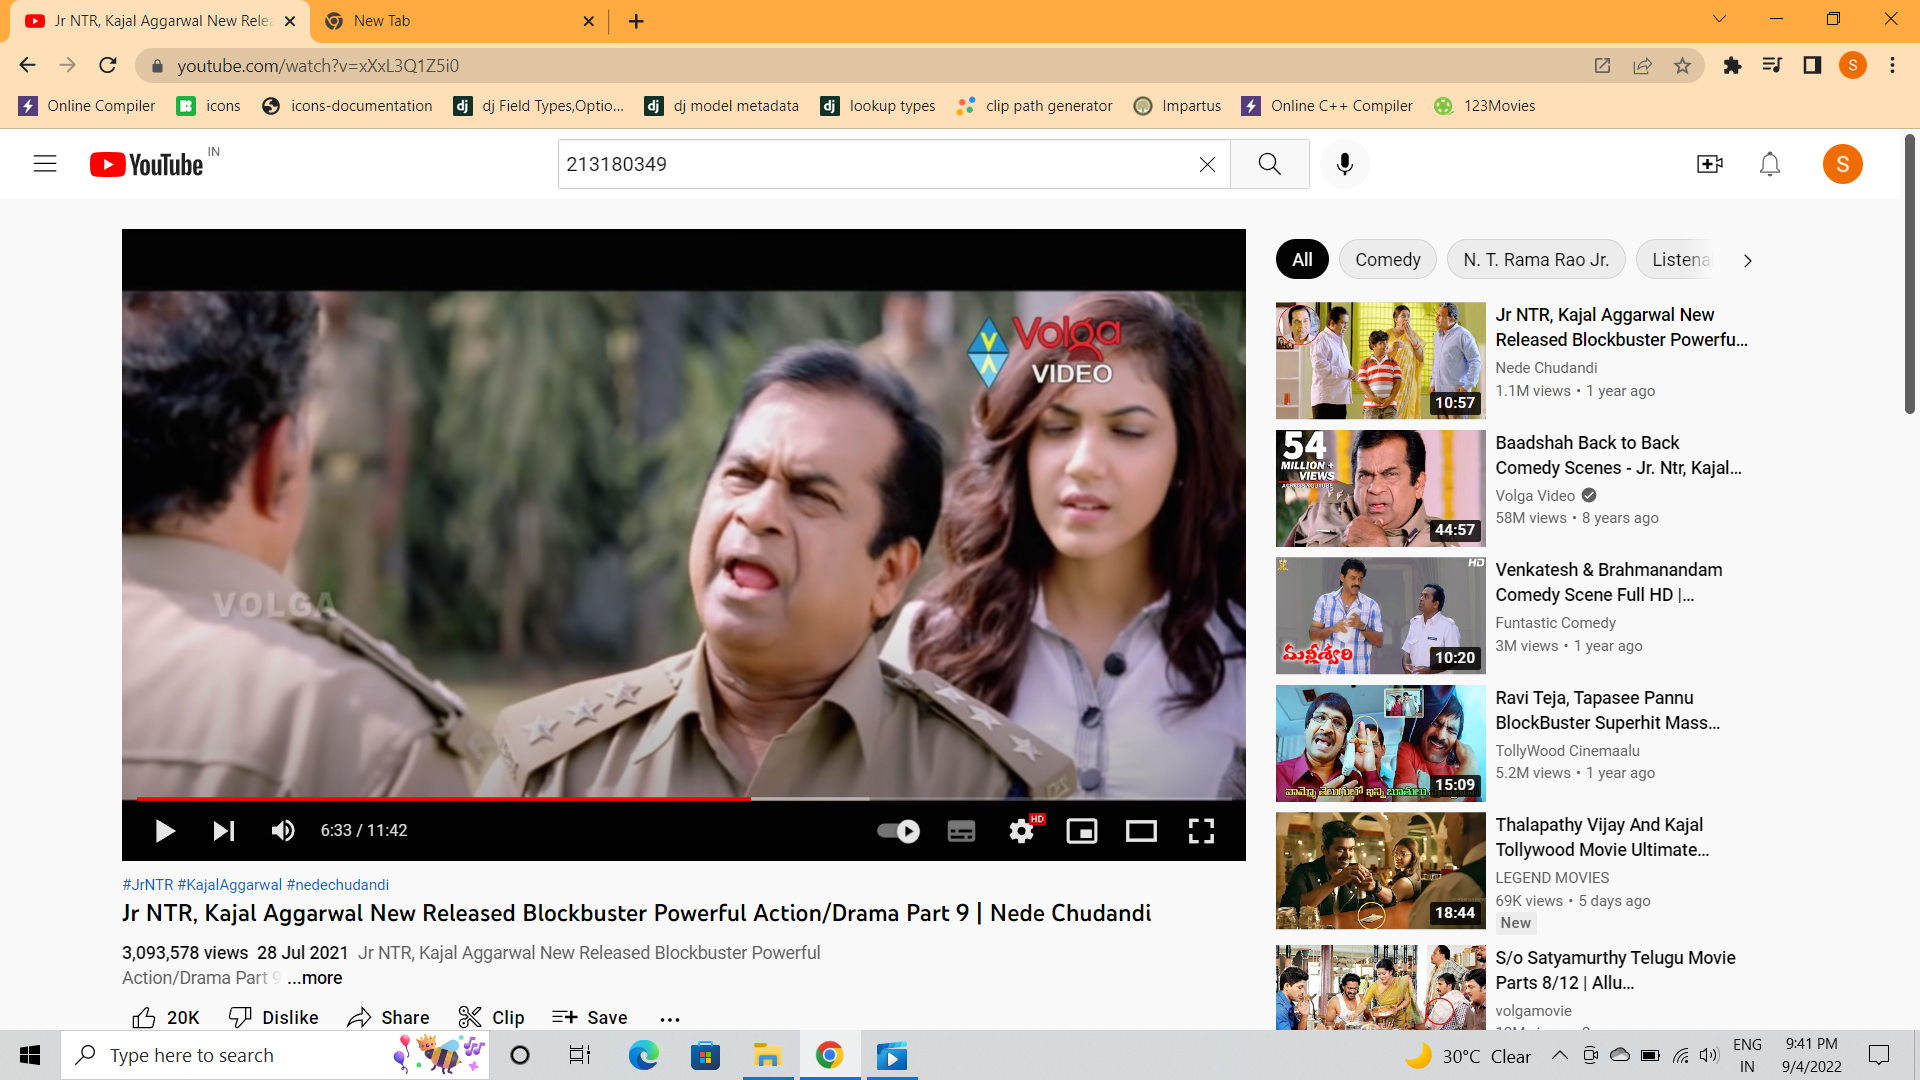 Jr NTR, Kajal Aggarwal New Relea
New Tab
youtube.com/watch?v=xXxL3Q1Z5i0
S
Online Compiler
icons
icons-documentation
dj Field Types,Optio...
dj model metadata
dj lookup types
clip path generator
Impartus
Online C++ Compiler
123Movies
YouTube IN
213180349
S
All
Comedy
N. T. Rama Rao Jr.
Listena
Volga
VIDEO
VOLGA
6:33 / 11:42
HD
#JrNTR #KajalAggarwal #nedechudandi
Jr NTR, Kajal Aggarwal New Released Blockbuster Powerful Action/Drama Part 9 | Nede Chudandi
3,093,578 views 28 Jul 2021 Jr NTR, Kajal Aggarwal New Released Blockbuster Powerful
Action/Drama Part 9 ...more
20K
Dislike
Share
Clip
Save
10:57
Jr NTR, Kajal Aggarwal New
Released Blockbuster Powerfu...
Nede Chudandi
1.1M views • 1 year ago
54
MILLION +
VIEWS
ACROSS YOUTUBE
44:57
Baadshah Back to Back
Comedy Scenes - Jr. Ntr, Kajal...
Volga Video
58M views • 8 years ago
HD
మల్లీశ్వరి
10:20
Venkatesh & Brahmanandam
Comedy Scene Full HD |...
Funtastic Comedy
3M views • 1 year ago
15:09
Ravi Teja, Tapasee Pannu
BlockBuster Superhit Mass...
TollyWood Cinemaalu
5.2M views • 1 year ago
18:44
Thalapathy Vijay And Kajal
Tollywood Movie Ultimate...
LEGEND MOVIES
69K views • 5 days ago
New
S/o Satyamurthy Telugu Movie
Parts 8/12 | Allu...
volgamovie
Type here to search
30°C Clear
ENG
IN
9:41 PM
9/4/2022